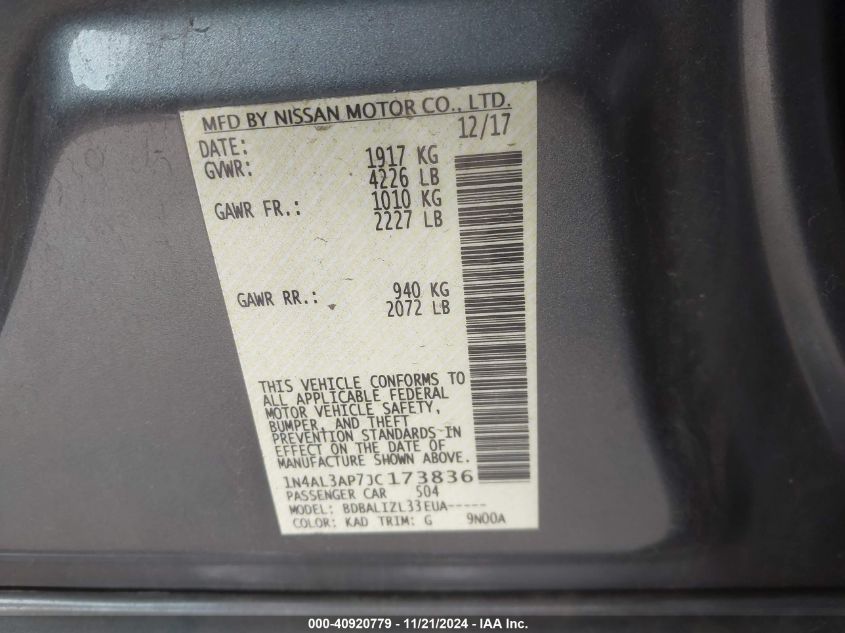 MFD BY NISSAN MOTOR CO., LTD.
DATE: 12/17
GVWR: 1917 KG
4226 LB
GAWR FR.: 1010 KG
2227 LB
GAWR RR.: 940 KG
2072 LB
THIS VEHICLE CONFORMS TO
ALL APPLICABLE FEDERAL
MOTOR VEHICLE SAFETY,
BUMPER, AND THEFT
PREVENTION STANDARDS IN
EFFECT ON THE DATE OF
MANUFACTURE SHOWN ABOVE.
1N4AL3AP7JC173836
PASSENGER CAR 504
MODEL: BDBALIZL33EUA-----
COLOR: KAD TRIM: G 9N00A
000-40920779 - 11/21/2024 - IAA Inc.